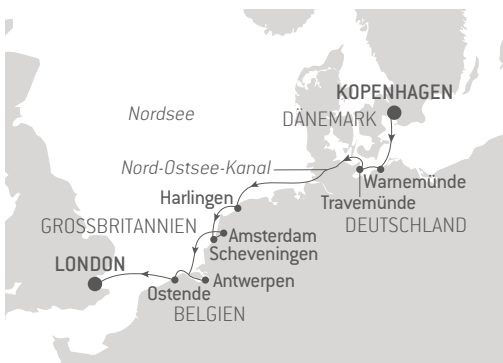 KOPENHAGEN
Nordsee
DÄNEMARK
Nord-Ostsee-Kanal
Warnemünde
Harlingen
Travemünde
GROSSBRITANNIEN
DEUTSCHLAND
Amsterdam
Scheveningen
LONDON
Antwerpen
Ostende
BELGIEN